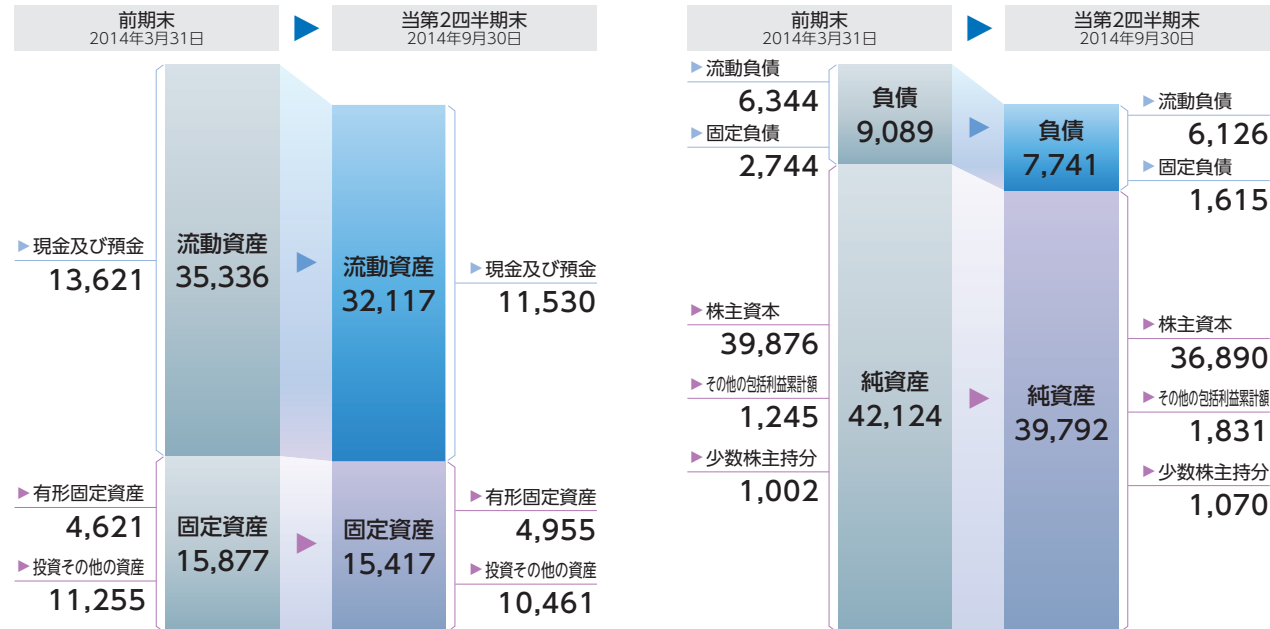 前期末
2014年3月31日
▶
当第2四半期末
2014年9月30日
▶現金及び預金
13,621
流動資産
35,336
▶
流動資産
32,117
▶現金及び預金
11,530
▶有形固定資産
4,621
▶投資その他の資産
11,255
固定資産
15,877
▶
固定資産
15,417
▶有形固定資産
4,955
▶投資その他の資産
10,461
前期末
2014年3月31日
▶
当第2四半期末
2014年9月30日
▶流動負債
6,344
▶固定負債
2,744
負債
9,089
▶
負債
7,741
▶流動負債
6,126
▶固定負債
1,615
▶株主資本
39,876
▶その他の包括利益累計額
1,245
▶少数株主持分
1,002
純資産
42,124
▶
純資産
39,792
▶株主資本
36,890
▶その他の包括利益累計額
1,831
▶少数株主持分
1,070